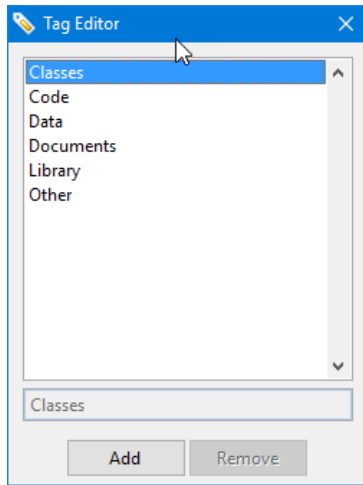 Tag Editor
Classes
Code
Data
Documents
Library
Other
Classes
Add Remove